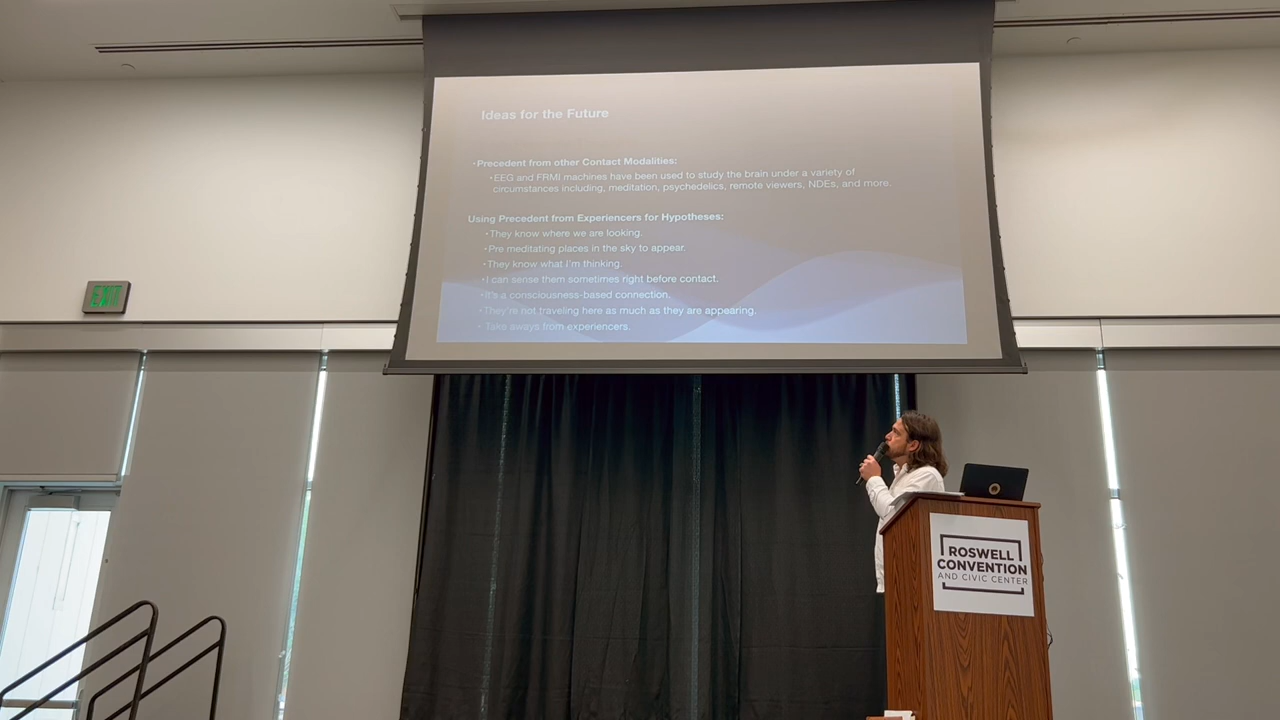 EXIT
Ideas for the Future
•Precedent from other Contact Modalities:
•EEG and FRMI machines have been used to study the brain under a variety of
circumstances including, meditation, psychedelics, remote viewers, NDEs, and more.
Using Precedent from Experiencers for Hypotheses:
•They know where we are looking.
•Pre meditating places in the sky to appear.
•They know what I'm thinking.
•I can sense them sometimes right before contact.
•It's a consciousness-based connection.
•They're not traveling here as much as they are appearing.
• Take aways from experiencers.
ROSWELL
CONVENTION
AND CIVIC CENTER